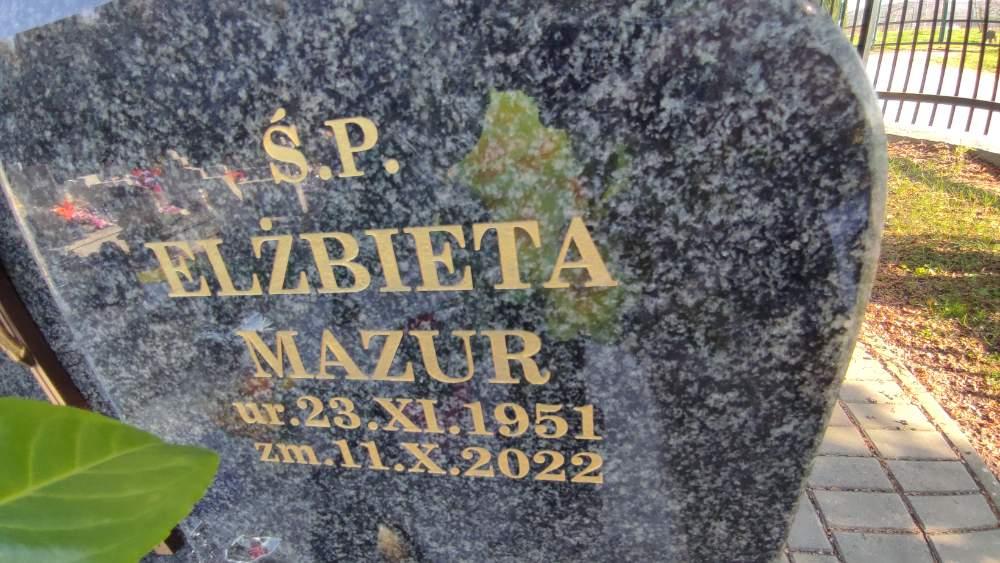 Ś.P.
ELŻBIETA
MAZUR
ur.23.XI.1951
zm.11.X.2022